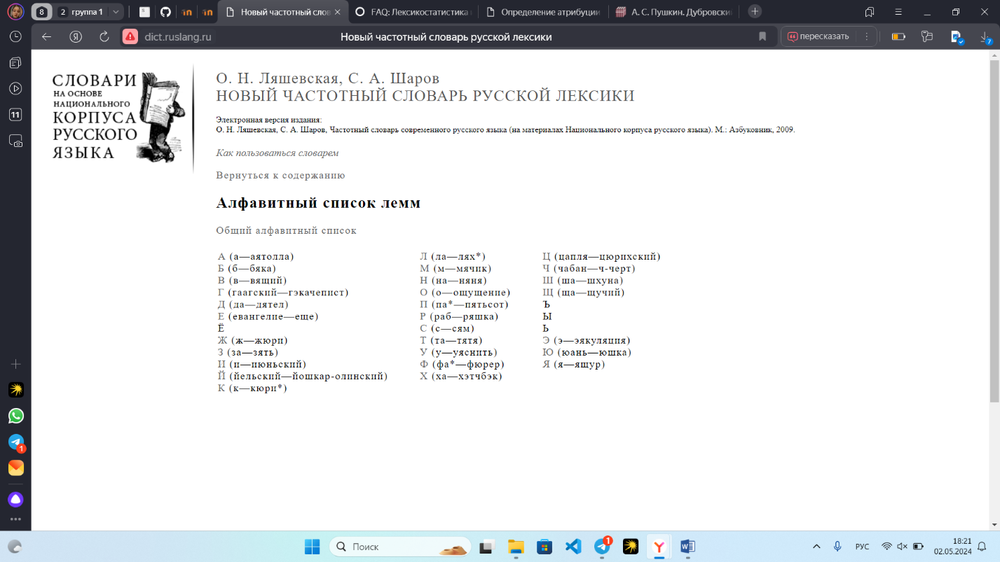 8
2 группа 1
Новый частотный слов
FAQ: Лексикостатистика
Определение атрибуции
А. С. Пушкин. Дубровски
dict.ruslang.ru
Новый частотный словарь русской лексики
пересказать
7
11
СЛОВАРИ
НА ОСНОВЕ
НАЦИОНАЛЬНОГО
КОРПУСА
РУССКОГО
ЯЗЫКА
О. Н. Ляшевская, С. А. Шаров
НОВЫЙ ЧАСТОТНЫЙ СЛОВАРЬ РУССКОЙ ЛЕКСИКИ
Электронная версия издания:
О. Н. Ляшевская, С. А. Шаров, Частотный словарь современного русского языка (на материалах Национального корпуса русского языка). М.: Азбуковник, 2009.
Как пользоваться словарем
Вернуться к содержанию
Алфавитный список лемм
Общий алфавитный список
А (а—аятолла)
Б (б—бяка)
В (в—вящий)
Г (гаагский—гэкачепист)
Д (да—дятел)
Е (евангелие—еще)
Ё
Ж (ж—жюри)
З (за—зять)
И (и—июньский)
Й (йельский—йошкар-олинский)
К (к—кюри*)
Л (ла—лях*)
М (м—мячик)
Н (на—няня)
О (о—ощущение)
П (па*—пятьсот)
Р (раб—ряшка)
С (с—сям)
Т (та—тятя)
У (у—уяснить)
Ф (фа*—фюрер)
Х (ха—хэтчбэк)
Ц (цапля—цюрихский)
Ч (чабан—ч-черт)
Ш (ша—шхуна)
Щ (ща—щучий)
Ъ
Ы
Ь
Э (э—эякуляция)
Ю (юань—юшка)
Я (я—ящур)
1
Поиск
1
РУС
18:21
02.05.2024